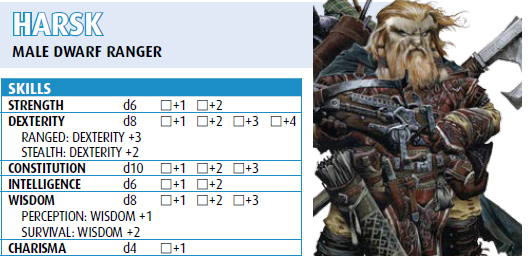 HARSK
MALE DWARF RANGER
SKILLS
STRENGTH d6 □+1 □+2
DEXTERITY d8 □+1 □+2 □+3 □+4
RANGED: DEXTERITY +3
STEALTH: DEXTERITY +2
CONSTITUTION d10 □+1 □+2 □+3
INTELLIGENCE d6 □+1 □+2
WISDOM d8 □+1 □+2 □+3
PERCEPTION: WISDOM +1
SURVIVAL: WISDOM +2
CHARISMA d4 □+1